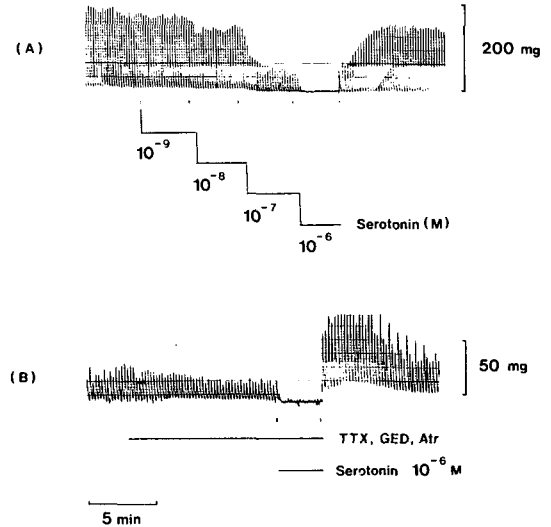 (A)
200 mg
10⁻⁹
10⁻⁸
10⁻⁷
10⁻⁶
Serotonin (M)
(B)
50 mg
TTX, GED, Atr
Serotonin 10⁻⁶ M
5 min